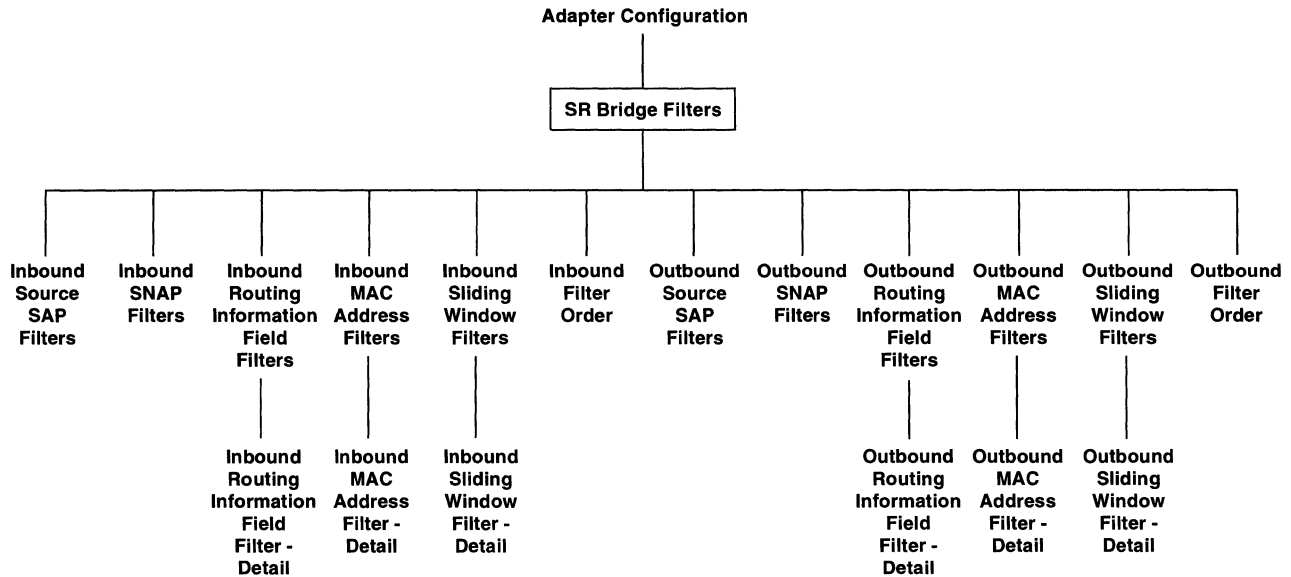 Adapter Configuration
SR Bridge Filters
Inbound
Source
SAP
Filters
Inbound
SNAP
Filters
Inbound
Routing
Information
Field
Filters
Inbound
MAC
Address
Filters
Inbound
Sliding
Window
Filters
Inbound
Filter
Order
Outbound
Source
SAP
Filters
Outbound
SNAP
Filters
Outbound
Routing
Information
Field
Filters
Outbound
MAC
Address
Filters
Outbound
Sliding
Window
Filters
Outbound
Filter
Order
Inbound
Routing
Information
Field
Filter -
Detail
Inbound
MAC
Address
Filter -
Detail
Inbound
Sliding
Window
Filter -
Detail
Outbound
Routing
Information
Field
Filter -
Detail
Outbound
MAC
Address
Filter -
Detail
Outbound
Sliding
Window
Filter -
Detail